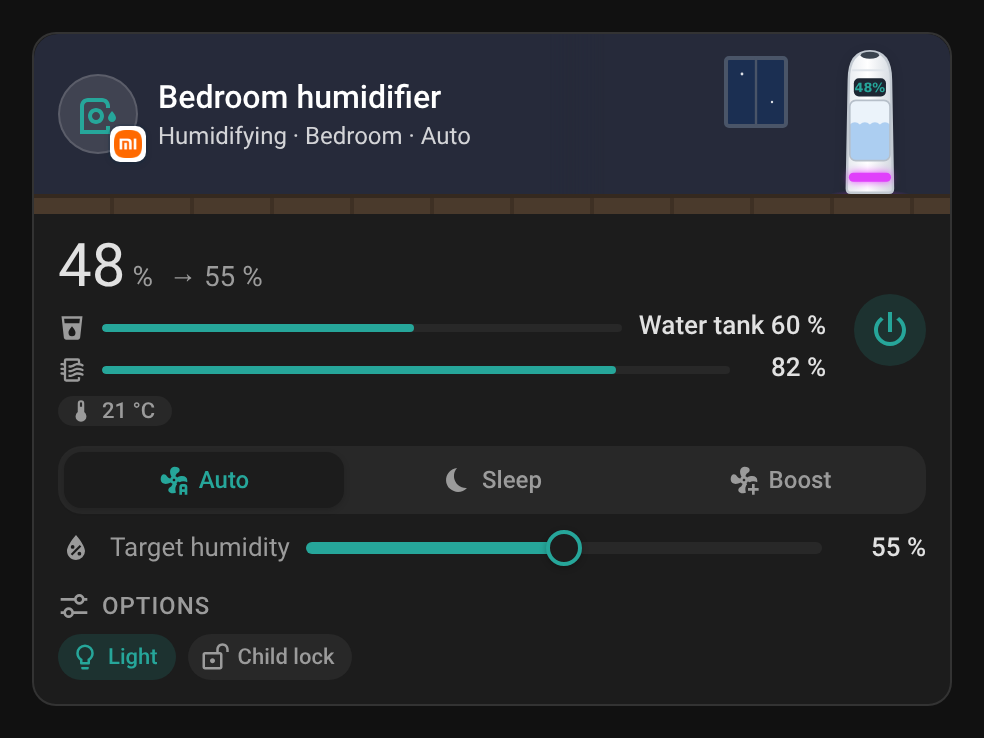 Bedroom humidifier
Humidifying · Bedroom · Auto
mi
48%
48 % → 55 %
Water tank 60 %
82 %
21 °C
Auto
Sleep
Boost
Target humidity
55 %
OPTIONS
Light
Child lock